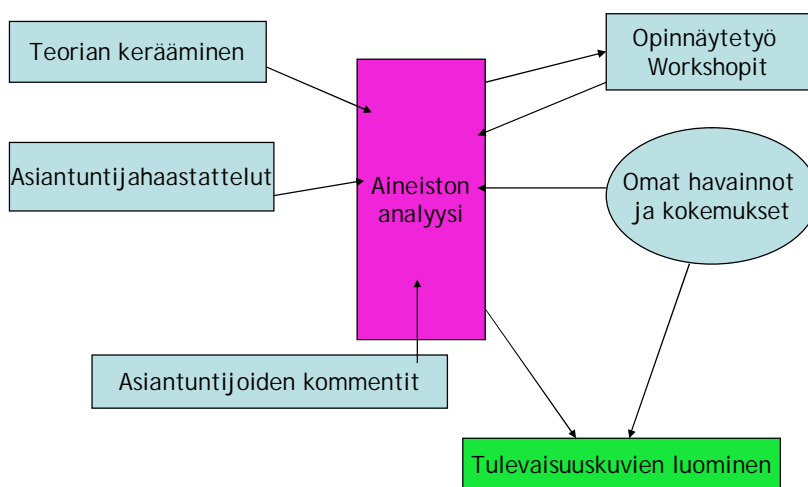 Teorian kerääminen
Opinnäytetyö
Workshopit
Asiantuntijahaastattelut
Aineiston
analyysi
Omat havainnot
ja kokemukset
Asiantuntijoiden kommentit
Tulevaisuuskuvien luominen